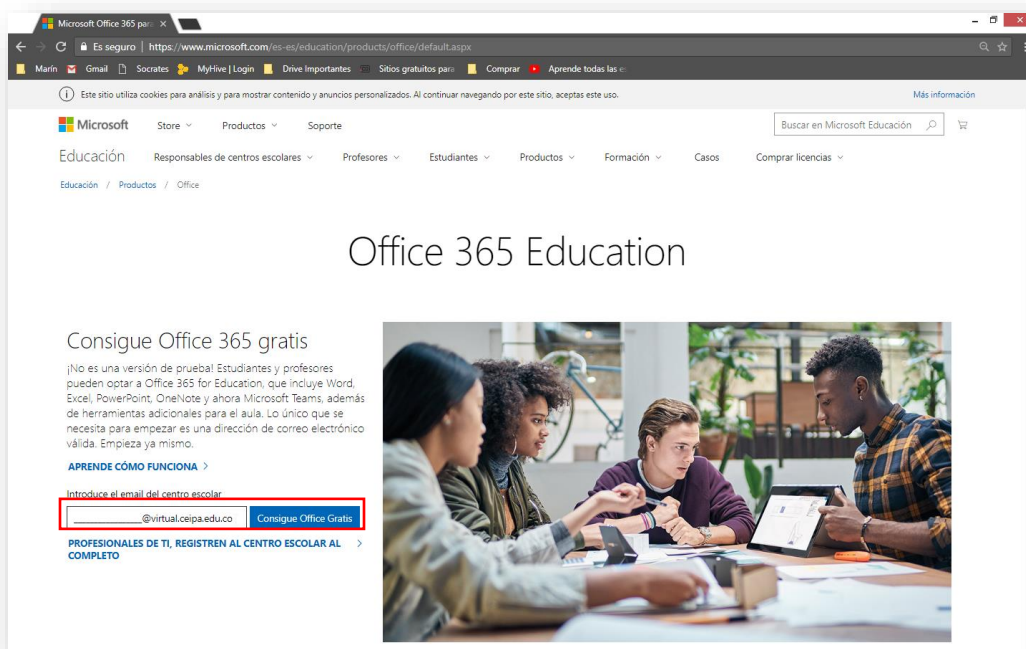 Microsoft Office 365 para
Es seguro | https://www.microsoft.com/es-es/education/products/office/default.aspx
Marín Gmail Socrates MyHive | Login Drive Importantes Sitios gratuitos para Comprar Aprende todas las e
Este sitio utiliza cookies para análisis y para mostrar contenido y anuncios personalizados. Al continuar navegando por este sitio, aceptas este uso. Más información
Microsoft Store Productos Soporte Buscar en Microsoft Educación
Educación Responsables de centros escolares Profesores Estudiantes Productos Formación Casos Comprar licencias
Educación / Productos / Office
Office 365 Education
Consigue Office 365 gratis
¡No es una versión de prueba! Estudiantes y profesores
pueden optar a Office 365 for Education, que incluye Word,
Excel, PowerPoint, OneNote y ahora Microsoft Teams, además
de herramientas adicionales para el aula. Lo único que se
necesita para empezar es una dirección de correo electrónico
válida. Empieza ya mismo.
APRENDE CÓMO FUNCIONA >
Introduce el email del centro escolar
______________@virtual.ceipa.edu.co Consigue Office Gratis
PROFESIONALES DE TI, REGISTREN AL CENTRO ESCOLAR AL >
COMPLETO